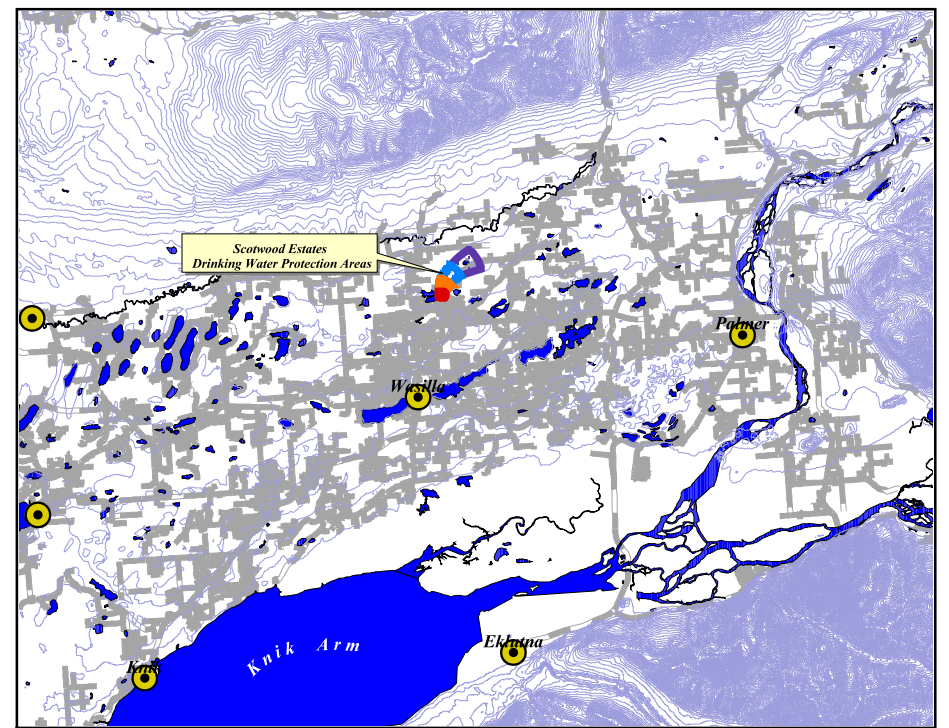 Scotwood Estates
Drinking Water Protection Areas
Palmer
Wasilla
Eklutna
Knik Arm
Knik